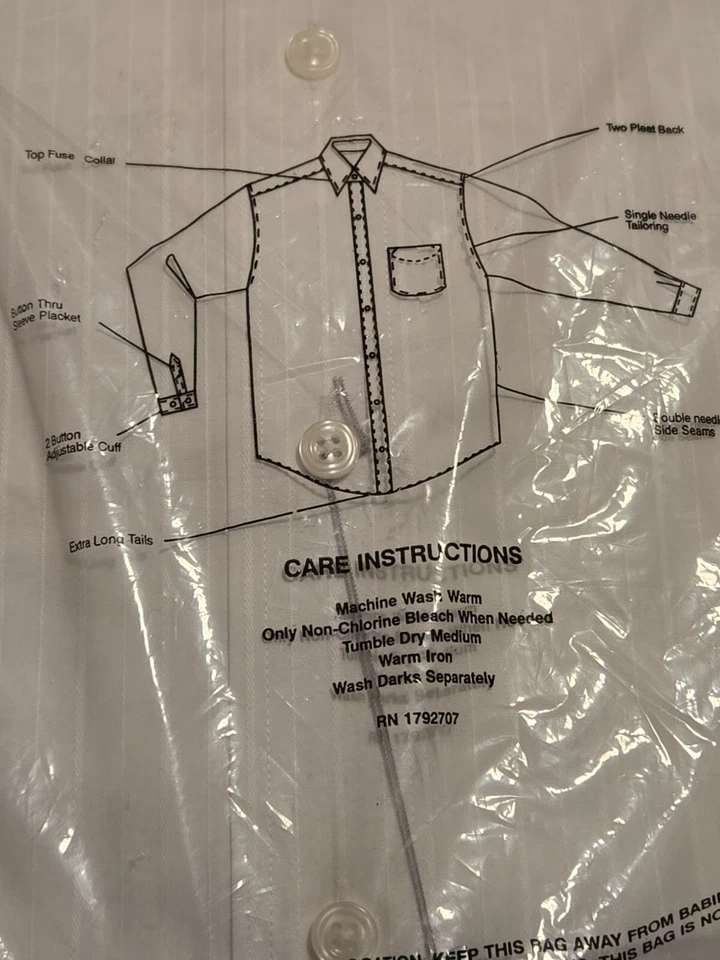 Two Pleat Back
Top Fuse Collar
Single Needle
Tailoring
Button Thru
Sleeve Placket
Double needl
Side Seams
2 Button
Adjustable Cuff
Extra Long Tails
CARE INSTRUCTIONS
Machine Wash Warm
Only Non-Chlorine Bleach When Needed
Tumble Dry Medium
Warm Iron
Wash Darks Separately
RN 1792707
KEEP THIS BAG AWAY FROM BABI
THIS BAG IS NO